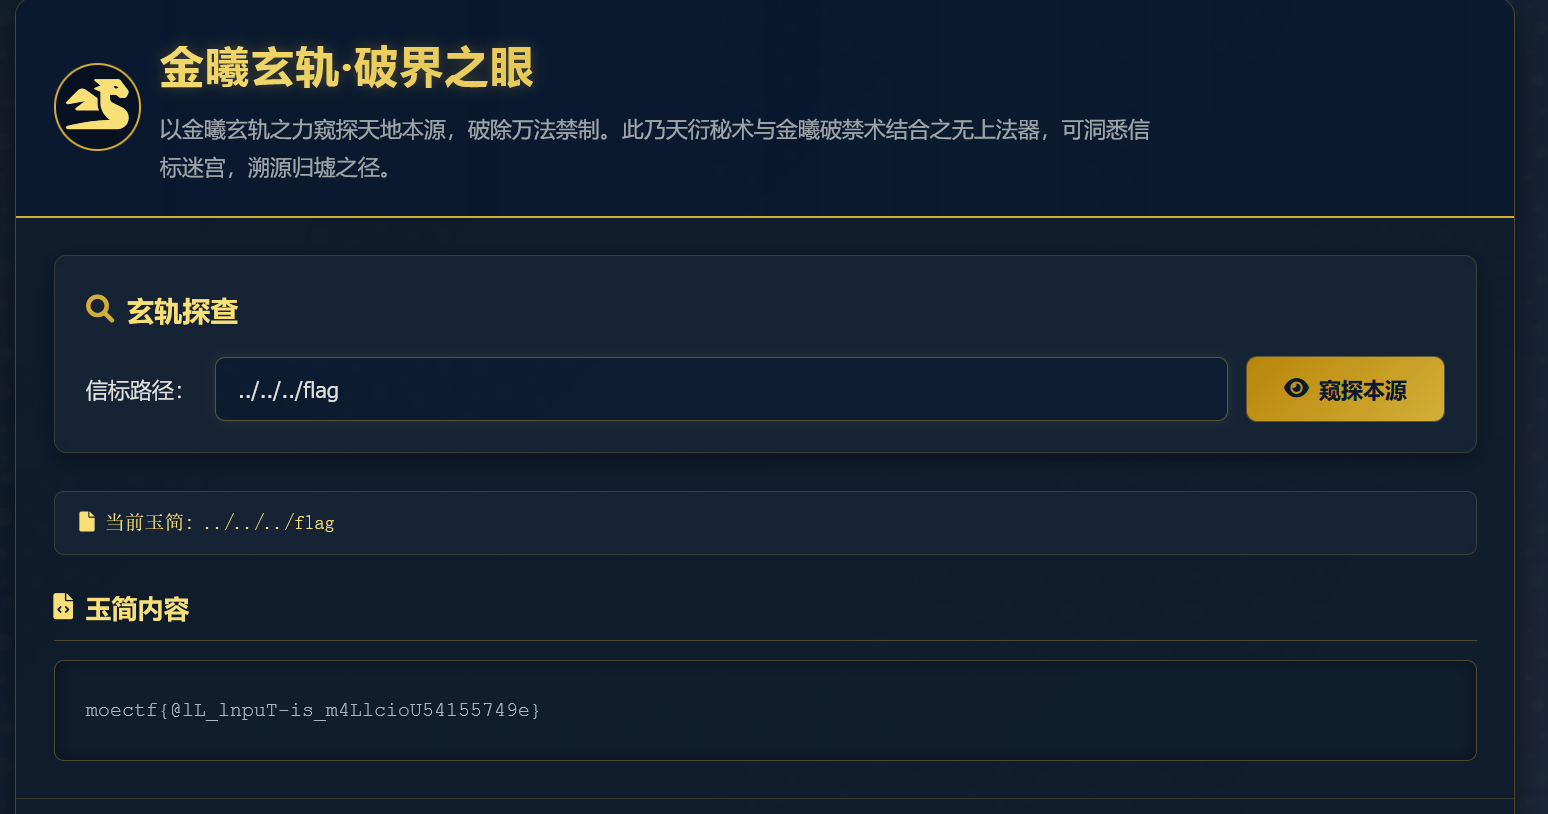 金曦玄轨·破界之眼
以金曦玄轨之力窥探天地本源，破除万法禁制。此乃天衍秘术与金曦破禁术结合之无上法器，可洞悉信
标迷宫，溯源归墟之径。
玄轨探查
信标路径：
../../../flag
窥探本源
当前玉简：../../../flag
玉简内容
moectf{@lL_lnpuT-is_m4LlcioU54155749e}